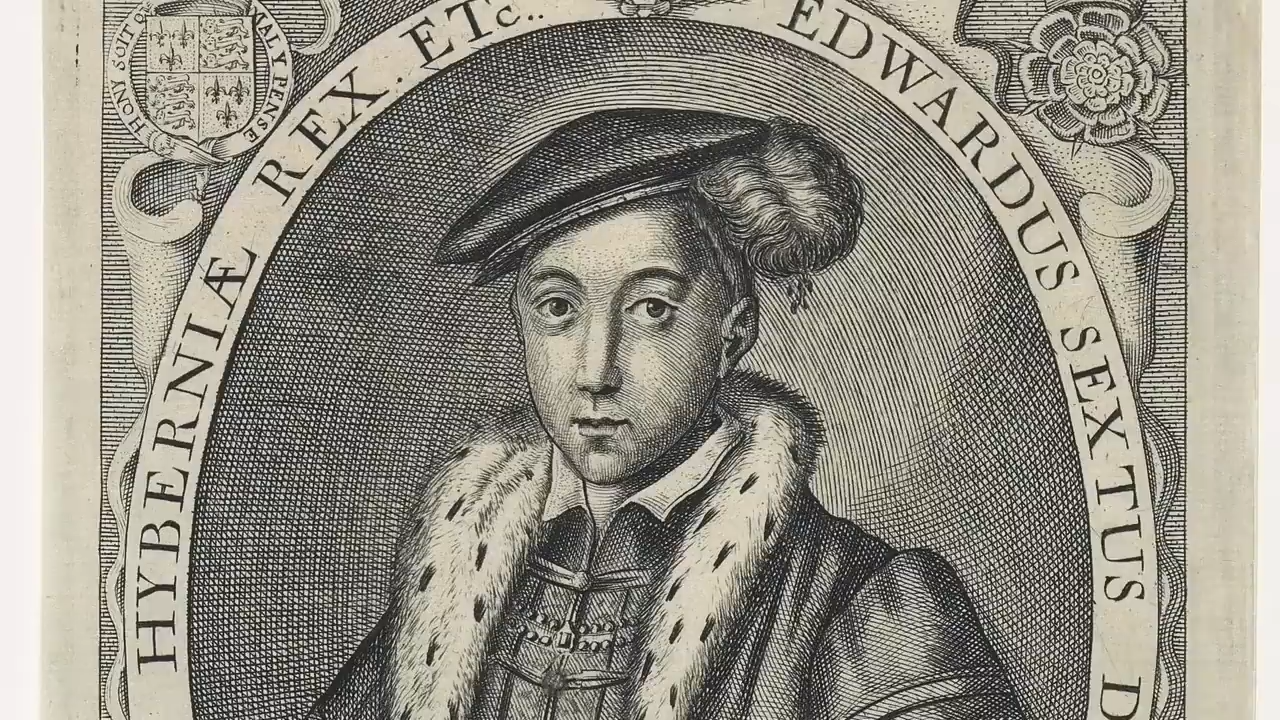 EDWARDUS SEXTUS D
HYBERNIÆ REX. ETc..
HONY SOIT Q MAL Y PENSE